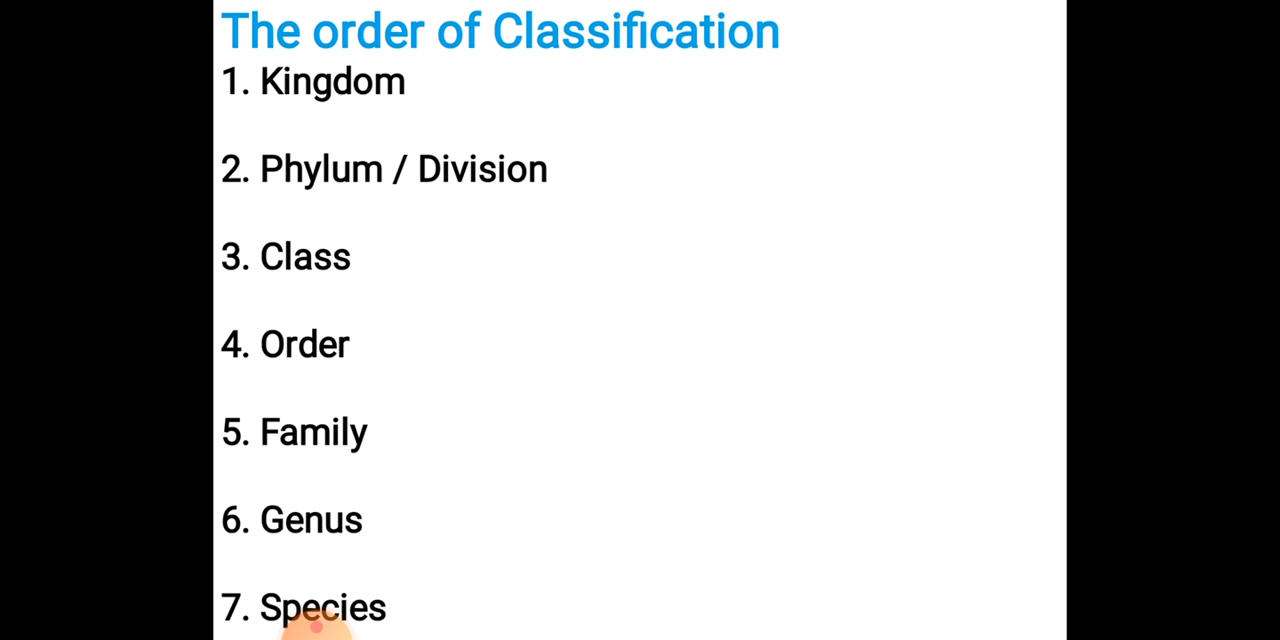 The order of Classification
1. Kingdom
2. Phylum / Division
3. Class
4. Order
5. Family
6. Genus
7. Species